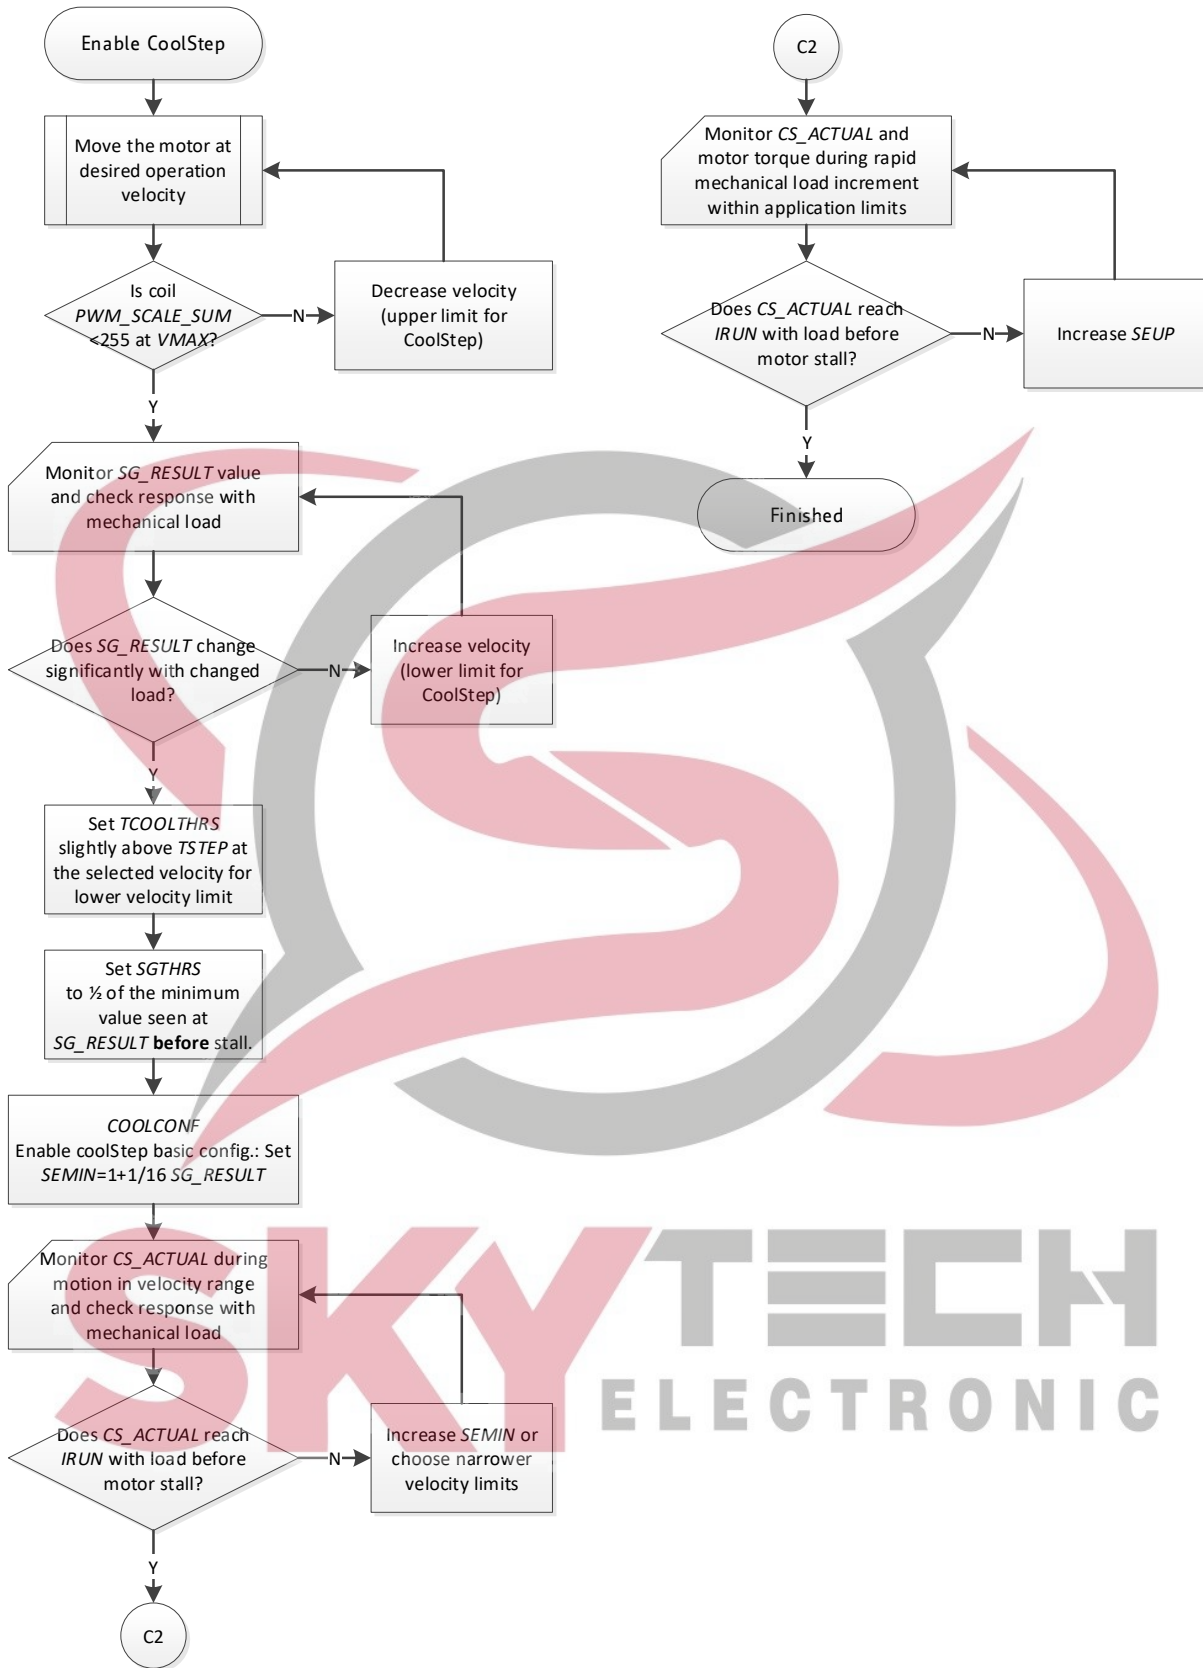 Enable CoolStep
Move the motor at
desired operation
velocity
Is coil
PWM_SCALE_SUM
<255 at VMAX?
N
Decrease velocity
(upper limit for
CoolStep)
Y
Monitor SG_RESULT value
and check response with
mechanical load
Does SG_RESULT change
significantly with changed
load?
N
Increase velocity
(lower limit for
CoolStep)
Y
Set TCOOLTHRS
slightly above TSTEP at
the selected velocity for
lower velocity limit
Set SGTHRS
to ½ of the minimum
value seen at
SG_RESULT before stall.
COOLCONF
Enable coolStep basic config.: Set
SEMIN=1+1/16 SG_RESULT
Monitor CS_ACTUAL during
motion in velocity range
and check response with
mechanical load
Does CS_ACTUAL reach
IRUN with load before
motor stall?
N
Increase SEMIN or
choose narrower
velocity limits
Y
C2
C2
Monitor CS_ACTUAL and
motor torque during rapid
mechanical load increment
within application limits
Does CS_ACTUAL reach
IRUN with load before
motor stall?
N
Increase SEUP
Y
Finished
SKYTECH
ELECTRONIC